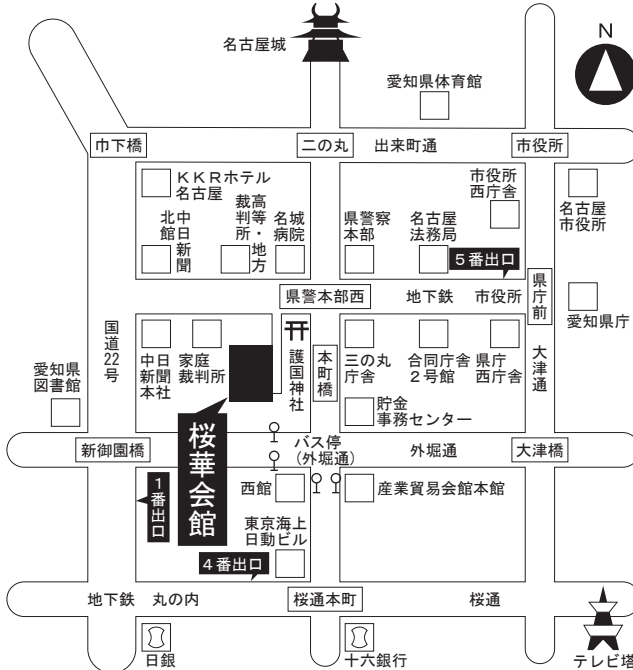 名古屋城
N
愛知県体育館
巾下橋
二の丸
出来町通
市役所
KKRホテル
名古屋
市役所
西庁舎
中日新聞
北館
高等・地方
裁判所
名城
病院
県警察
本部
名古屋
法務局
名古屋
市役所
5番出口
県警本部西
地下鉄 市役所
県庁前
愛知県庁
国道22号
中日
新聞
本社
家庭
裁判所
護国神社
本町橋
三の丸
庁舎
合同庁舎
2号館
県庁
西庁舎
大津通
愛知県
図書館
貯金
事務センター
桜華会館
新御園橋
バス停
(外堀通)
外堀通
大津橋
1番出口
西館
産業貿易会館本館
東京海上
日動ビル
4番出口
地下鉄 丸の内
桜通本町
桜通
日銀
十六銀行
テレビ塔